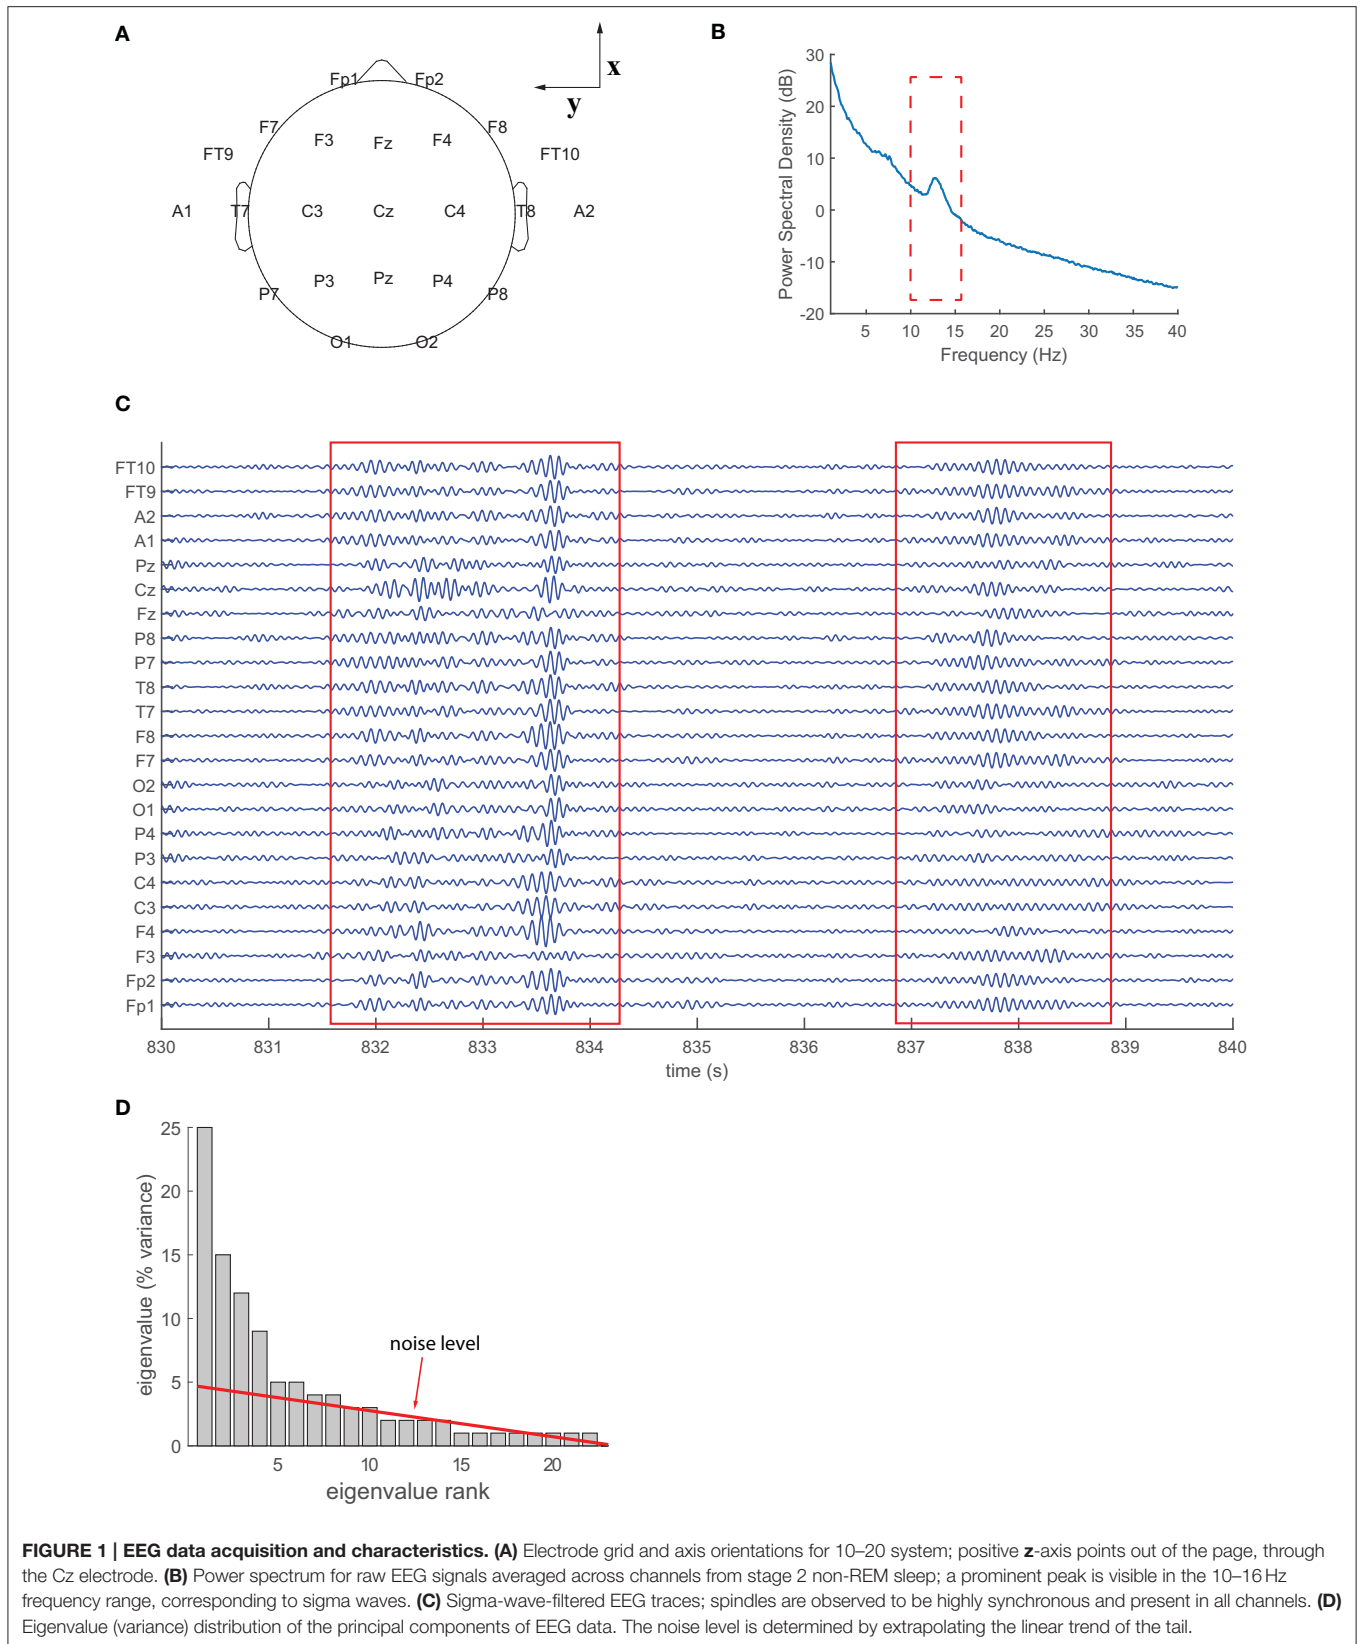 A
Fp1 Fp2
x
y
F7 F3 Fz F4 F8
FT9 FT10
A1 T7 C3 Cz C4 T8 A2
P7 P3 Pz P4 P8
O1 O2
B
Power Spectral Density (dB)
30
20
10
0
-10
-20
5 10 15 20 25 30 35 40
Frequency (Hz)
C
FT10
FT9
A2
A1
Pz
Cz
Fz
P8
P7
T8
T7
F8
F7
O2
O1
P4
P3
C4
C3
F4
F3
Fp2
Fp1
830 831 832 833 834 835 836 837 838 839 840
time (s)
D
eigenvalue (% variance)
25
20
15
10
5
0
noise level
5 10 15 20
eigenvalue rank
FIGURE 1 | EEG data acquisition and characteristics. (A) Electrode grid and axis orientations for 10–20 system; positive z-axis points out of the page, through
the Cz electrode. (B) Power spectrum for raw EEG signals averaged across channels from stage 2 non-REM sleep; a prominent peak is visible in the 10–16 Hz
frequency range, corresponding to sigma waves. (C) Sigma-wave-filtered EEG traces; spindles are observed to be highly synchronous and present in all channels. (D)
Eigenvalue (variance) distribution of the principal components of EEG data. The noise level is determined by extrapolating the linear trend of the tail.